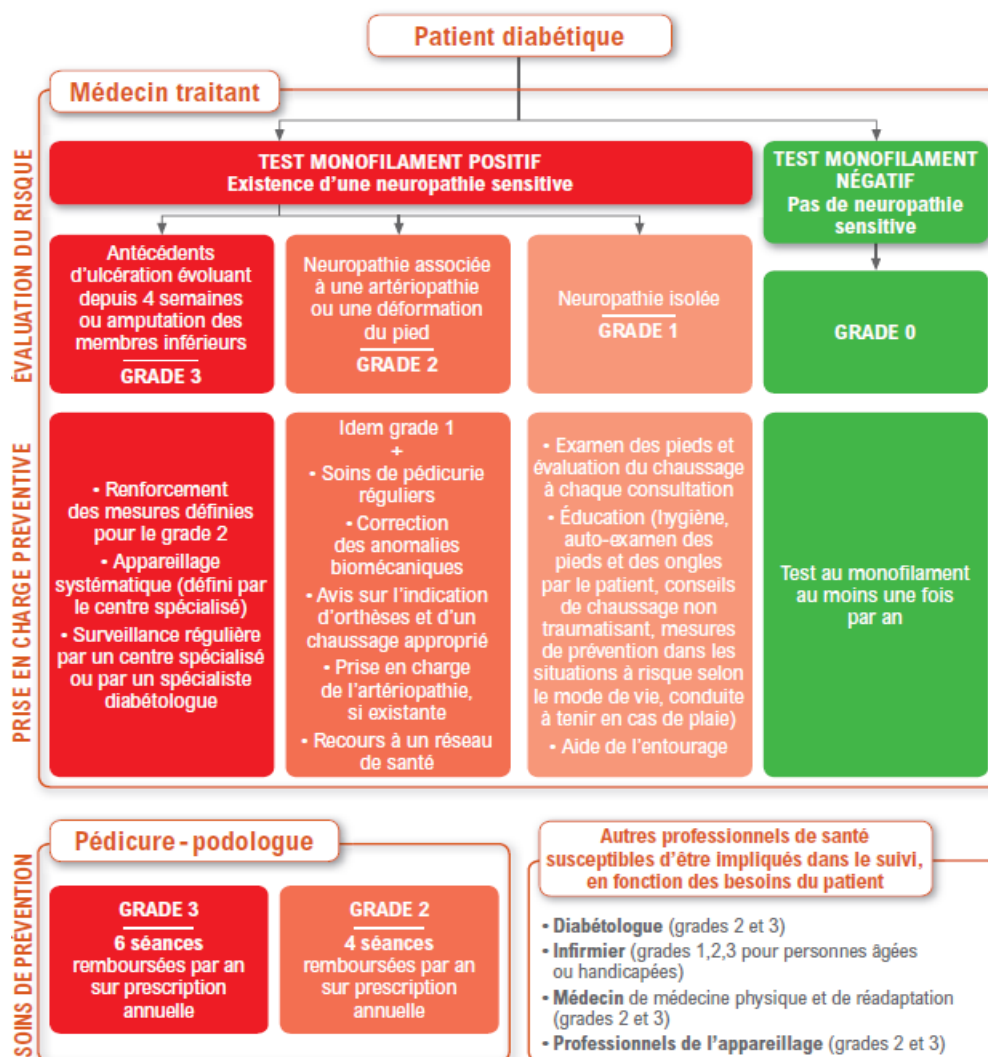 Patient diabétique
Médecin traitant
ÉVALUATION DU RISQUE
TEST MONOFILAMENT POSITIF
Existence d'une neuropathie sensitive
TEST MONOFILAMENT
NÉGATIF
Pas de neuropathie
sensitive
Antécédents
d'ulcération évoluant
depuis 4 semaines
ou amputation des
membres inférieurs
GRADE 3
Neuropathie associée
à une artériopathie
ou une déformation
du pied
GRADE 2
Neuropathie isolée
GRADE 1
GRADE 0
PRISE EN CHARGE PRÉVENTIVE
• Renforcement
des mesures définies
pour le grade 2
• Appareillage
systématique (défini par
le centre spécialisé)
• Surveillance régulière
par un centre spécialisé
ou par un spécialiste
diabétologue
Idem grade 1
+
• Soins de pédicurie
réguliers
• Correction
des anomalies
biomécaniques
• Avis sur l'indication
d'orthèses et d'un
chaussage approprié
• Prise en charge
de l'artériopathie,
si existante
• Recours à un réseau
de santé
• Examen des pieds et
évaluation du chaussage
à chaque consultation
• Éducation (hygiène,
auto-examen des
pieds et des ongles
par le patient, conseils
de chaussage non
traumatisant, mesures
de prévention dans les
situations à risque selon
le mode de vie, conduite
à tenir en cas de plaie)
• Aide de l'entourage
Test au monofilament
au moins une fois
par an
SOINS DE PRÉVENTION
Pédicure - podologue
GRADE 3
6 séances
remboursées par an
sur prescription
annuelle
GRADE 2
4 séances
remboursées par an
sur prescription
annuelle
Autres professionnels de santé
susceptibles d'être impliqués dans le suivi,
en fonction des besoins du patient
• Diabétologue (grades 2 et 3)
• Infirmier (grades 1,2,3 pour personnes âgées
ou handicapées)
• Médecin de médecine physique et de réadaptation
(grades 2 et 3)
• Professionnels de l'appareillage (grades 2 et 3)